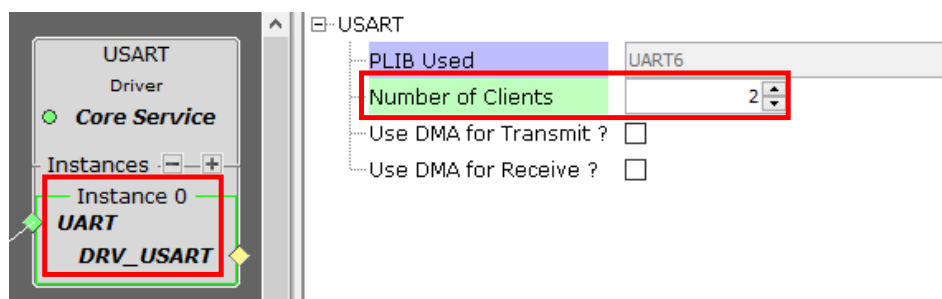 USART
Driver
Core Service
Instances
Instance 0
UART
DRV_USART
USART
PLIB Used UART6
Number of Clients 2
Use DMA for Transmit ?
Use DMA for Receive ?